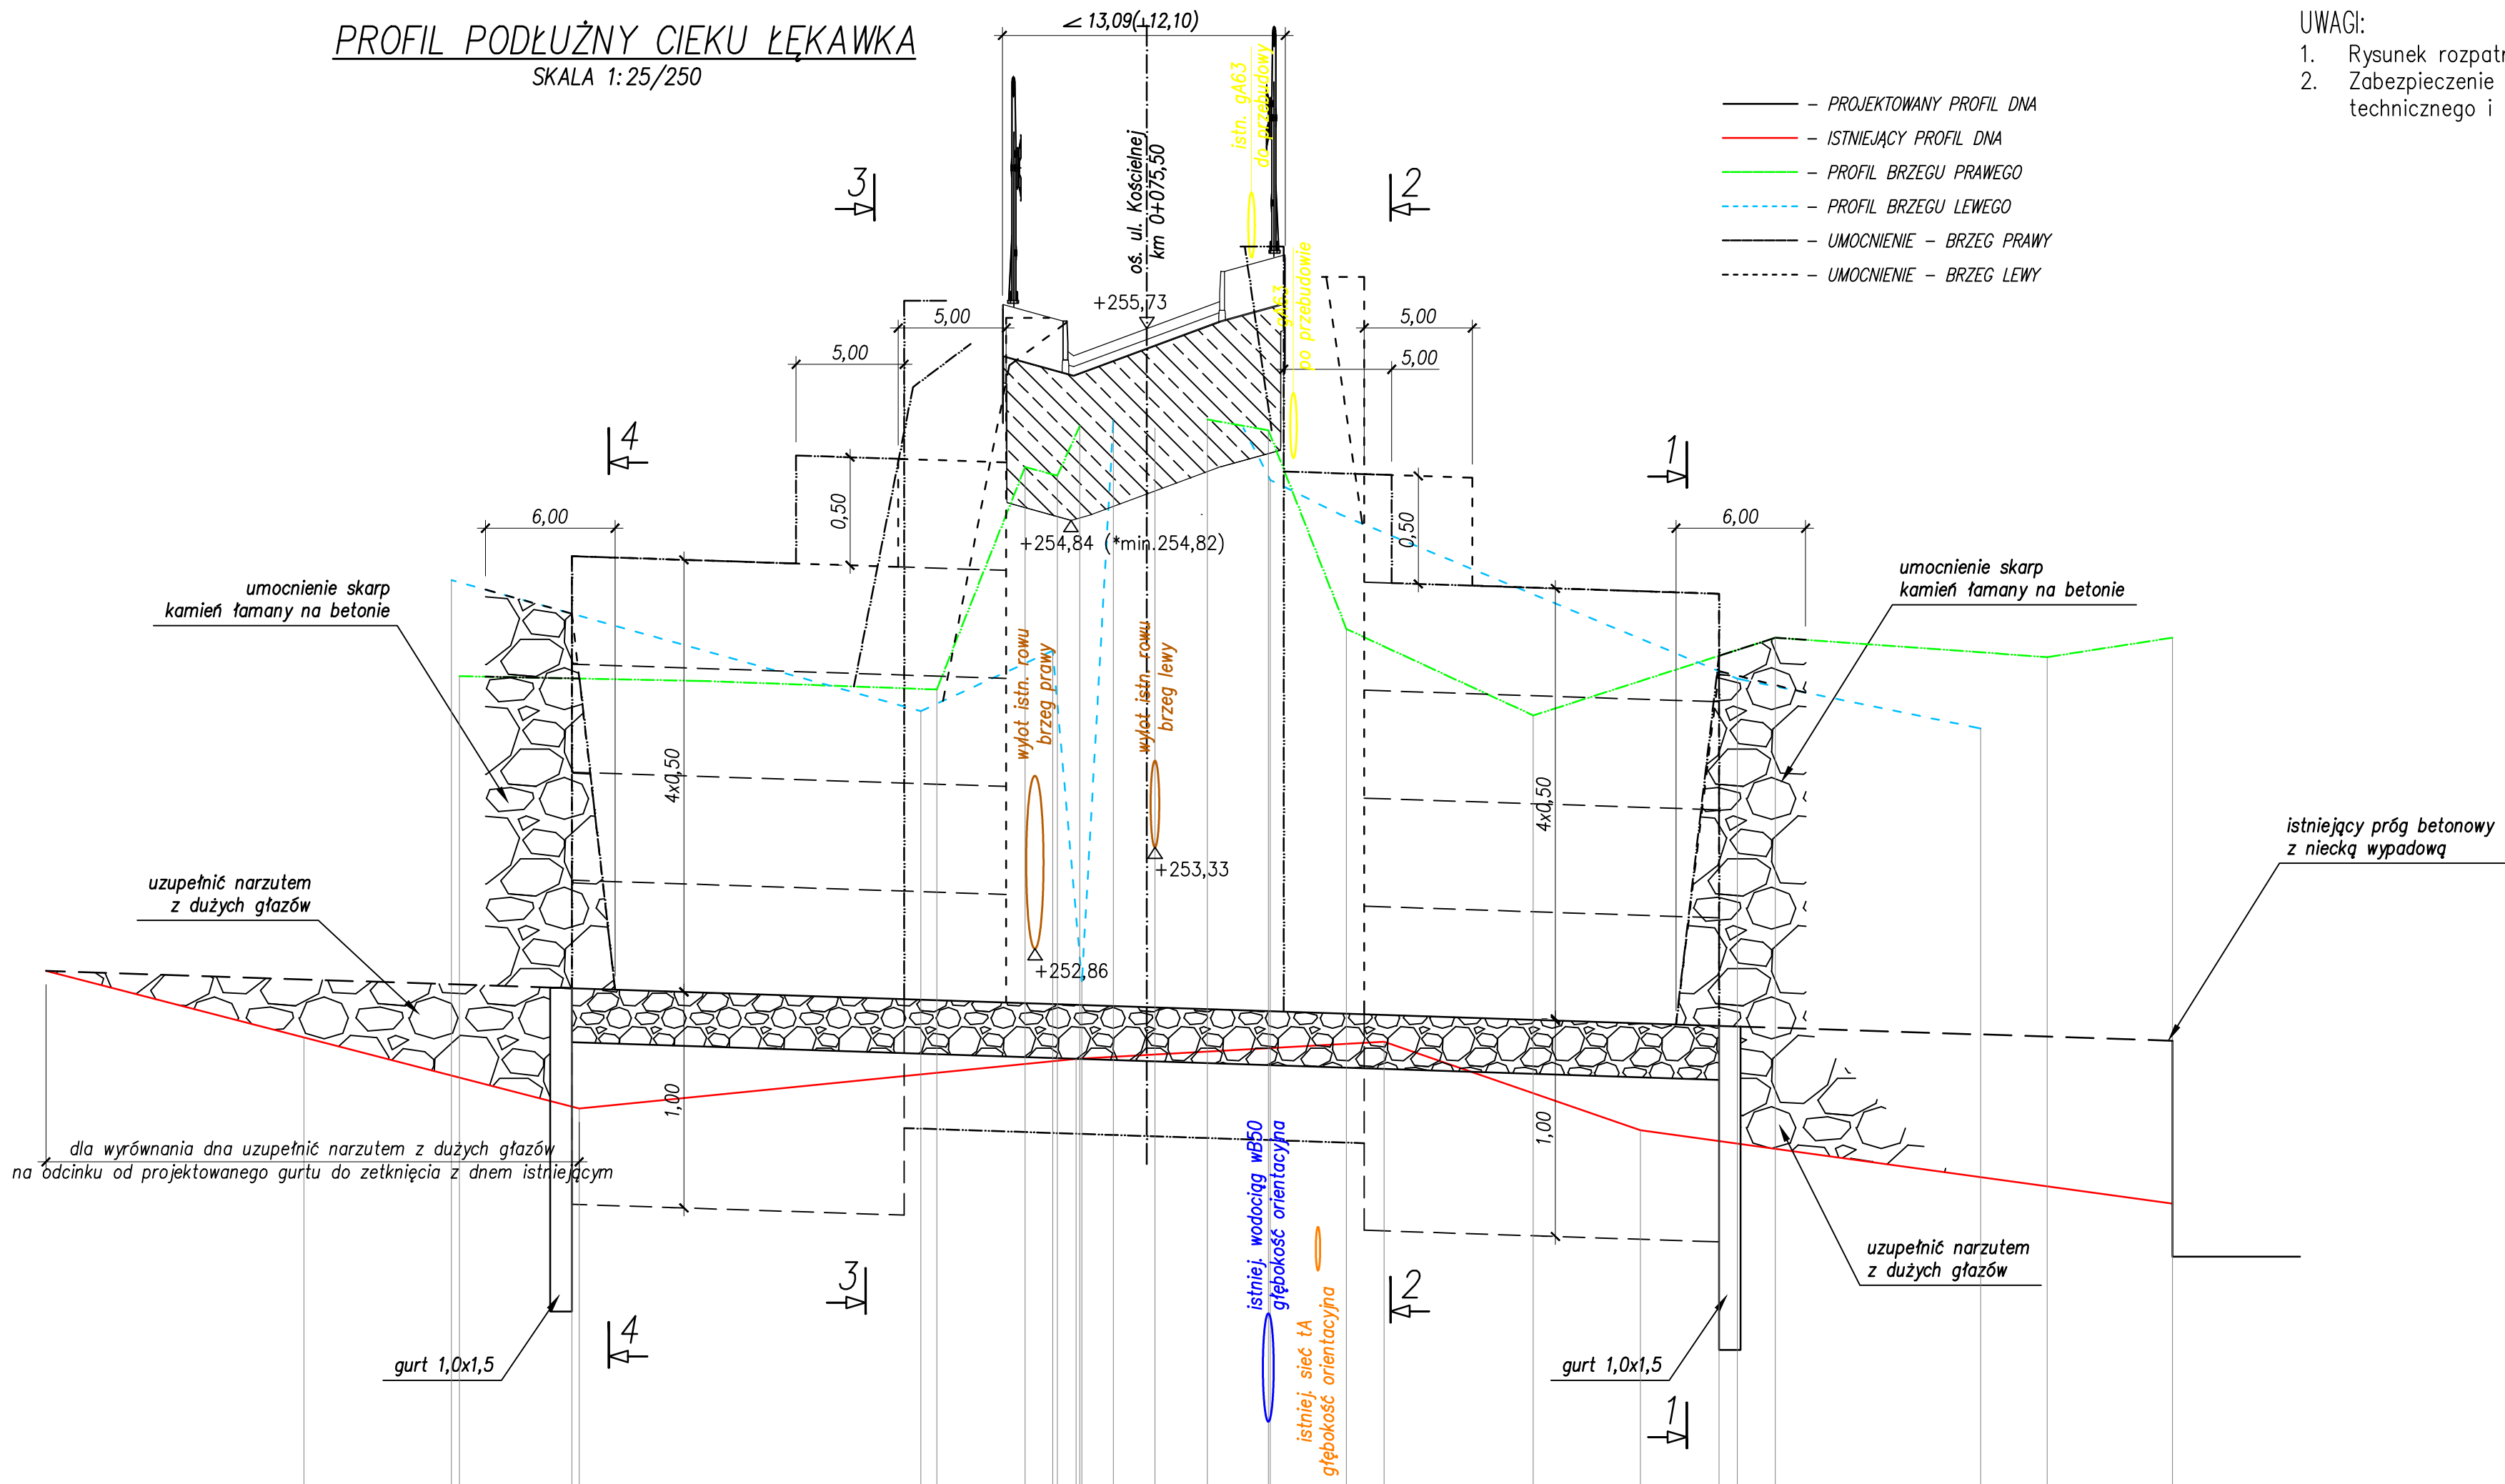 PROFIL PODŁUŻNY CIEKU ŁĘKAWKA
SKALA 1:25/250
∠ 13,09(⊥12,10)
UWAGI:
1. Rysunek rozpatr
2. Zabezpieczenie
technicznego i
– PROJEKTOWANY PROFIL DNA
– ISTNIEJĄCY PROFIL DNA
– PROFIL BRZEGU PRAWEGO
– PROFIL BRZEGU LEWEGO
– UMOCNIENIE – BRZEG PRAWY
– UMOCNIENIE – BRZEG LEWY
istn. gA63
do przebudowy
oś. ul. Kościelnej
km 0+075,50
3
2
gA63
po przebudowie
+255,73
5,00
5,00
5,00
5,00
4
1
0,50
0,50
6,00
6,00
+254,84 (*min.254,82)
umocnienie skarp
kamień łamany na betonie
umocnienie skarp
kamień łamany na betonie
wylot istn. rowu
brzeg prawy
wylot istn. rowu
brzeg lewy
4x0,50
4x0,50
istniejący próg betonowy
z niecką wypadową
+253,33
uzupełnić narzutem
z dużych głazów
+252,86
1,00
1,00
dla wyrównania dna uzupełnić narzutem z dużych głazów
na odcinku od projektowanego gurtu do zetknięcia z dnem istniejącym
istniej. wodociąg wB50
głębokość orientacyjna
uzupełnić narzutem
z dużych głazów
3
2
istniej. sieć tA
głębokość orientacyjna
4
gurt 1,0x1,5
gurt 1,0x1,5
1